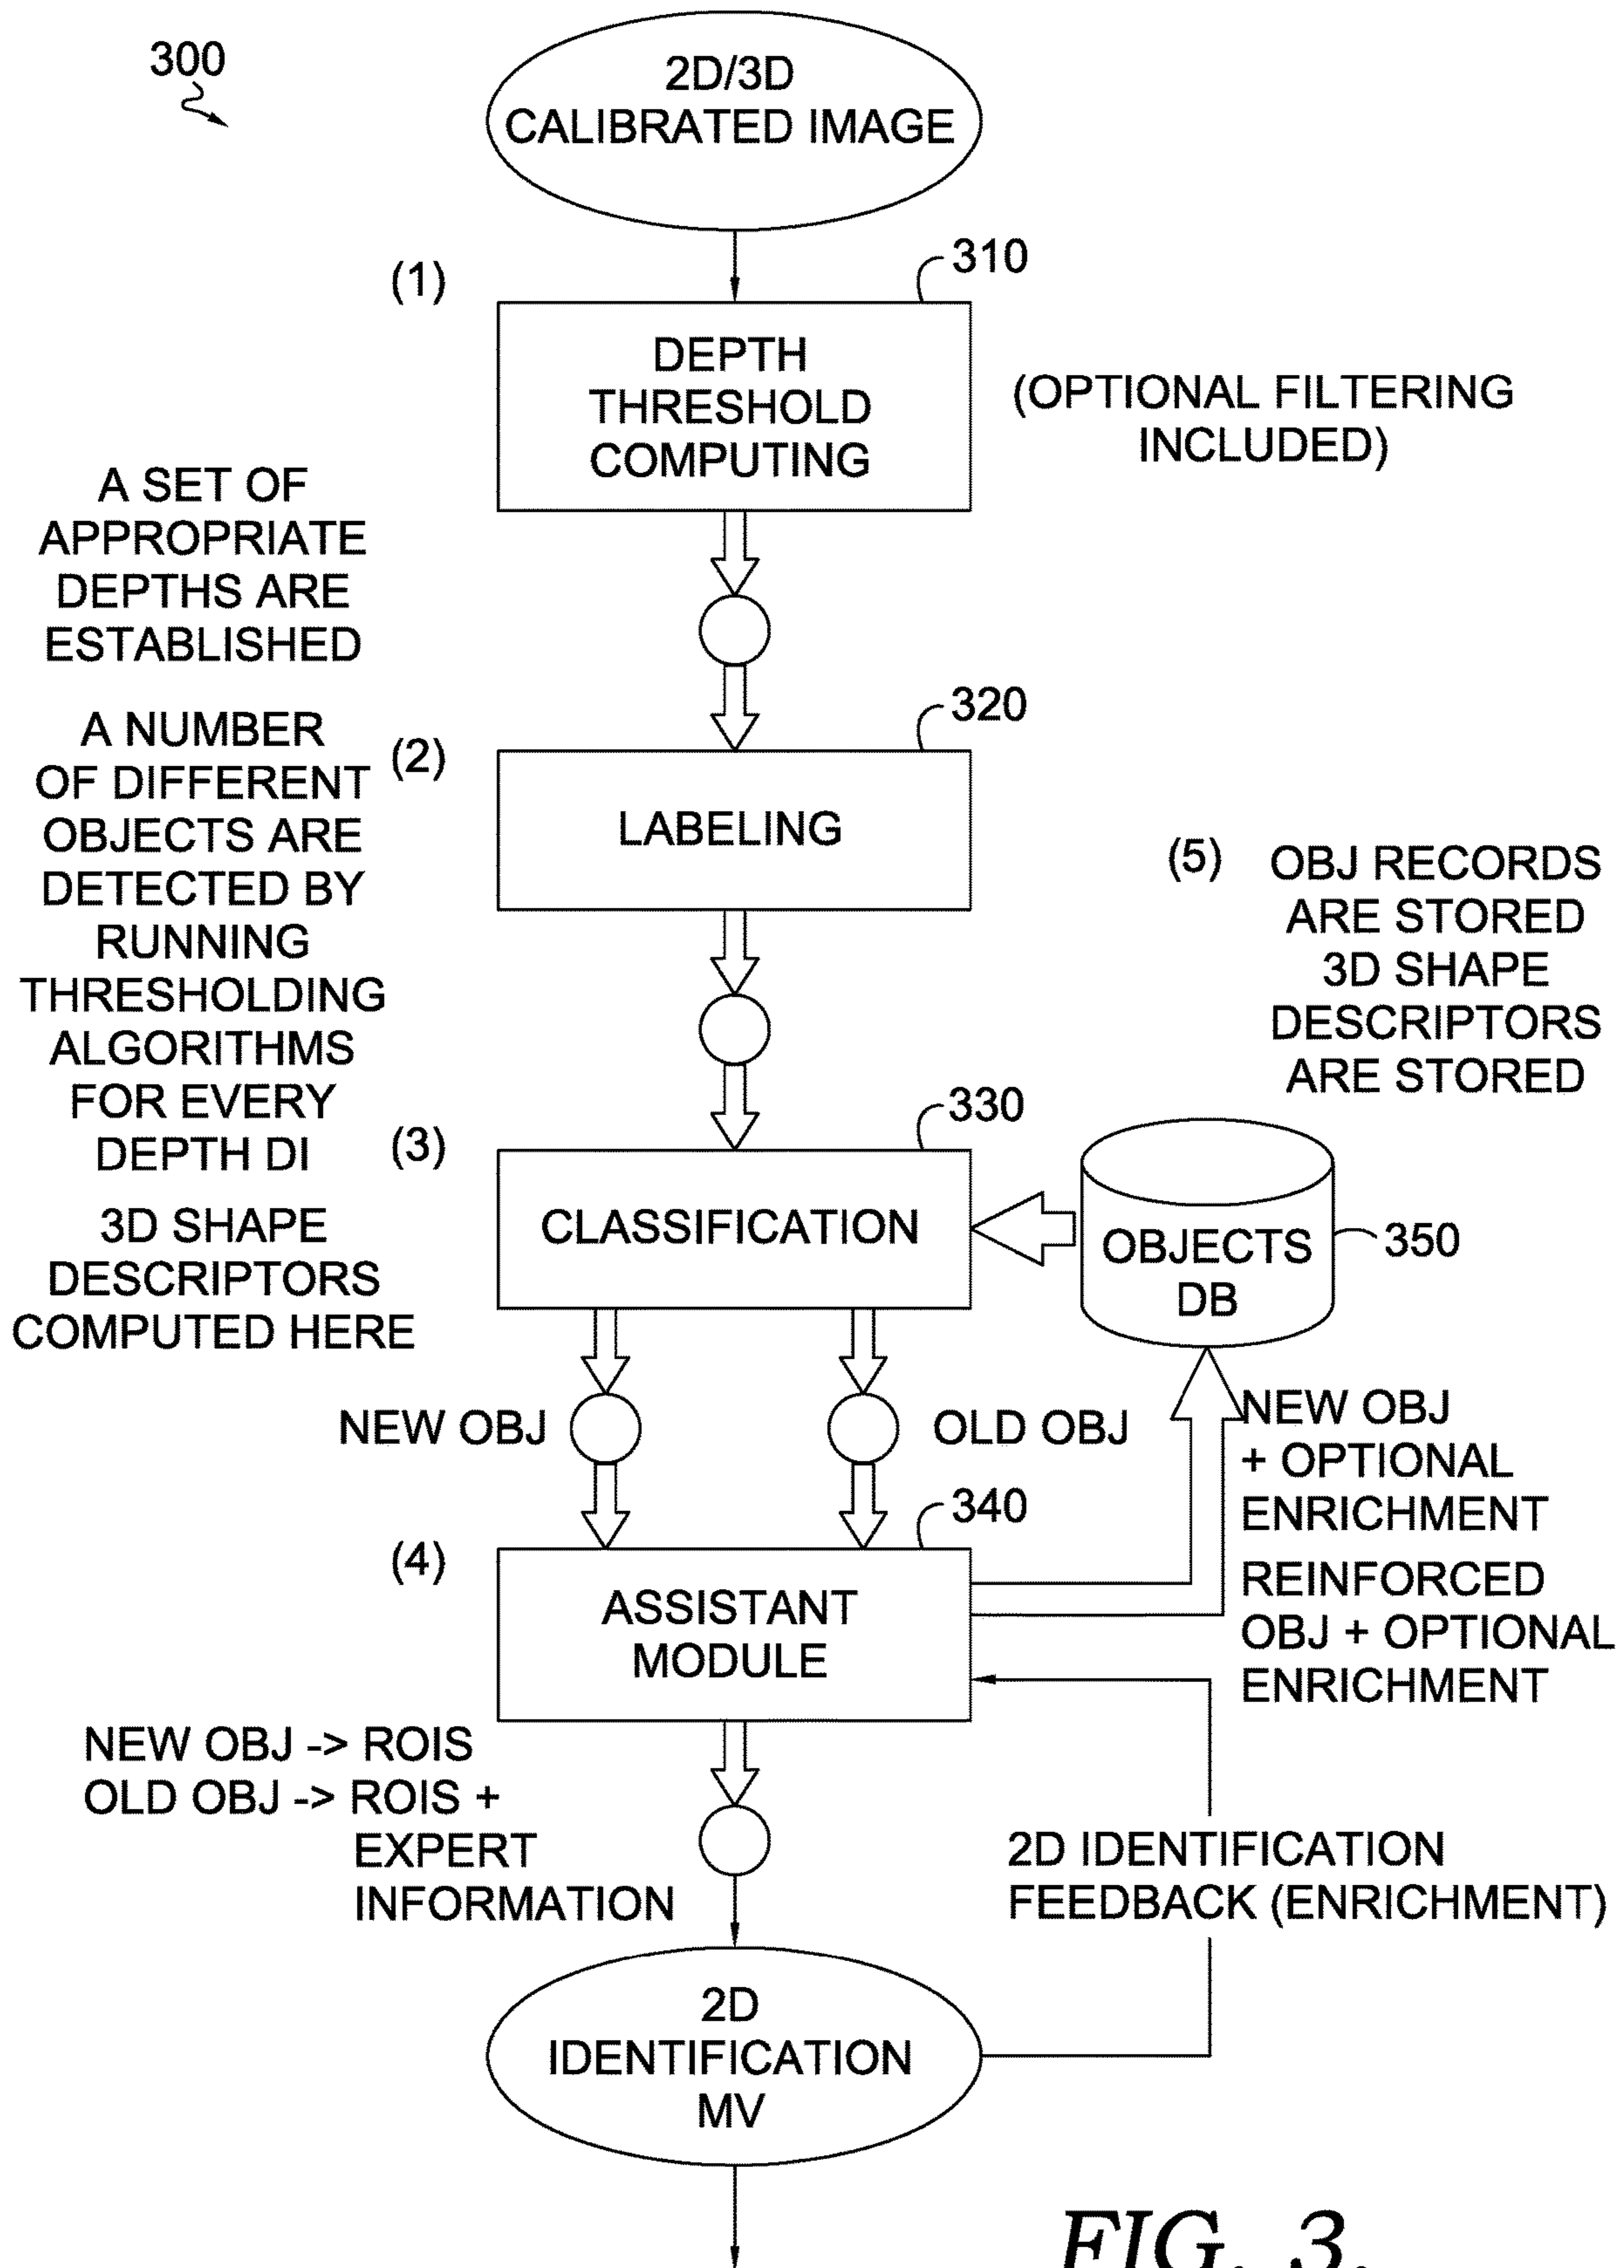 300
2D/3D
CALIBRATED IMAGE
(1)
310
DEPTH
THRESHOLD
COMPUTING
(OPTIONAL FILTERING
INCLUDED)
A SET OF
APPROPRIATE
DEPTHS ARE
ESTABLISHED
A NUMBER
OF DIFFERENT
OBJECTS ARE
DETECTED BY
RUNNING
THRESHOLDING
ALGORITHMS
FOR EVERY
DEPTH DI
(2)
320
LABELING
(5)
OBJ RECORDS
ARE STORED
3D SHAPE
DESCRIPTORS
ARE STORED
(3)
330
CLASSIFICATION
3D SHAPE
DESCRIPTORS
COMPUTED HERE
OBJECTS
DB
350
NEW OBJ
OLD OBJ
NEW OBJ
+ OPTIONAL
ENRICHMENT
REINFORCED
OBJ + OPTIONAL
ENRICHMENT
(4)
340
ASSISTANT
MODULE
NEW OBJ -> ROIS
OLD OBJ -> ROIS +
EXPERT
INFORMATION
2D IDENTIFICATION
FEEDBACK (ENRICHMENT)
2D
IDENTIFICATION
MV
FIG. 3.